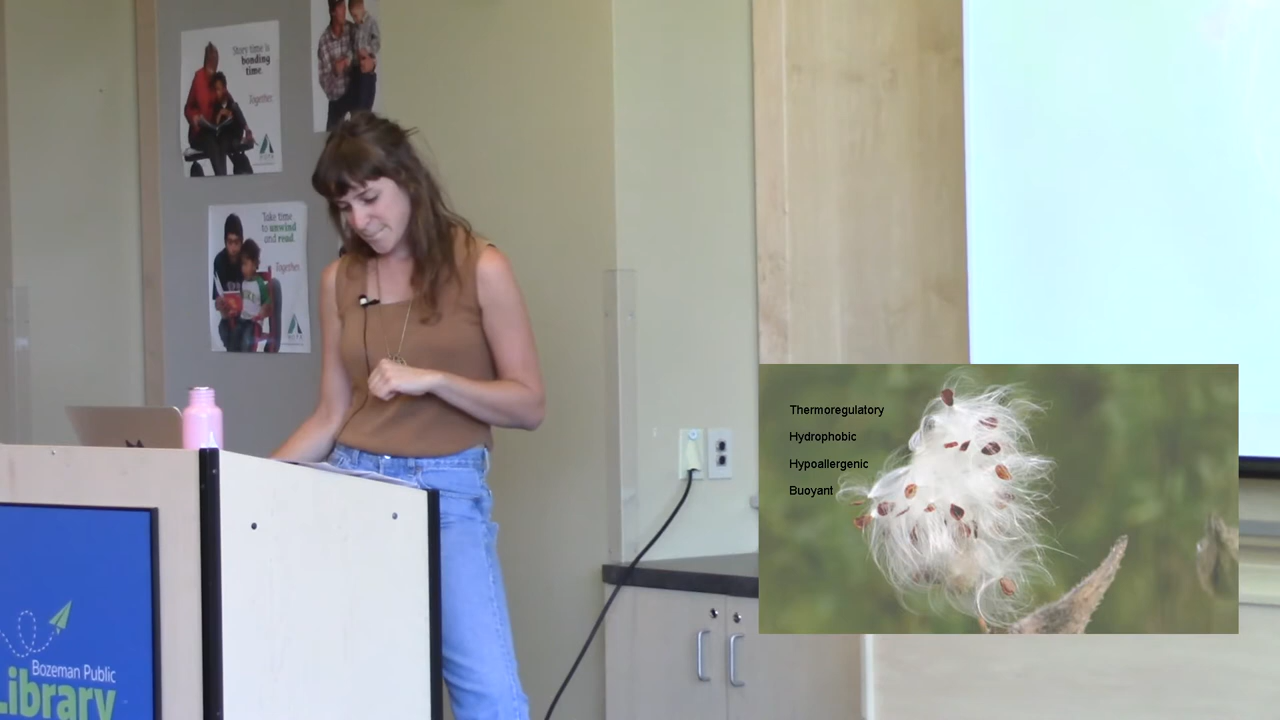 Story time is
bonding
time.
Together.
Take time
to unwind
and read.
Together.
Thermoregulatory
Hydrophobic
Hypoallergenic
Buoyant
Bozeman Public
Library